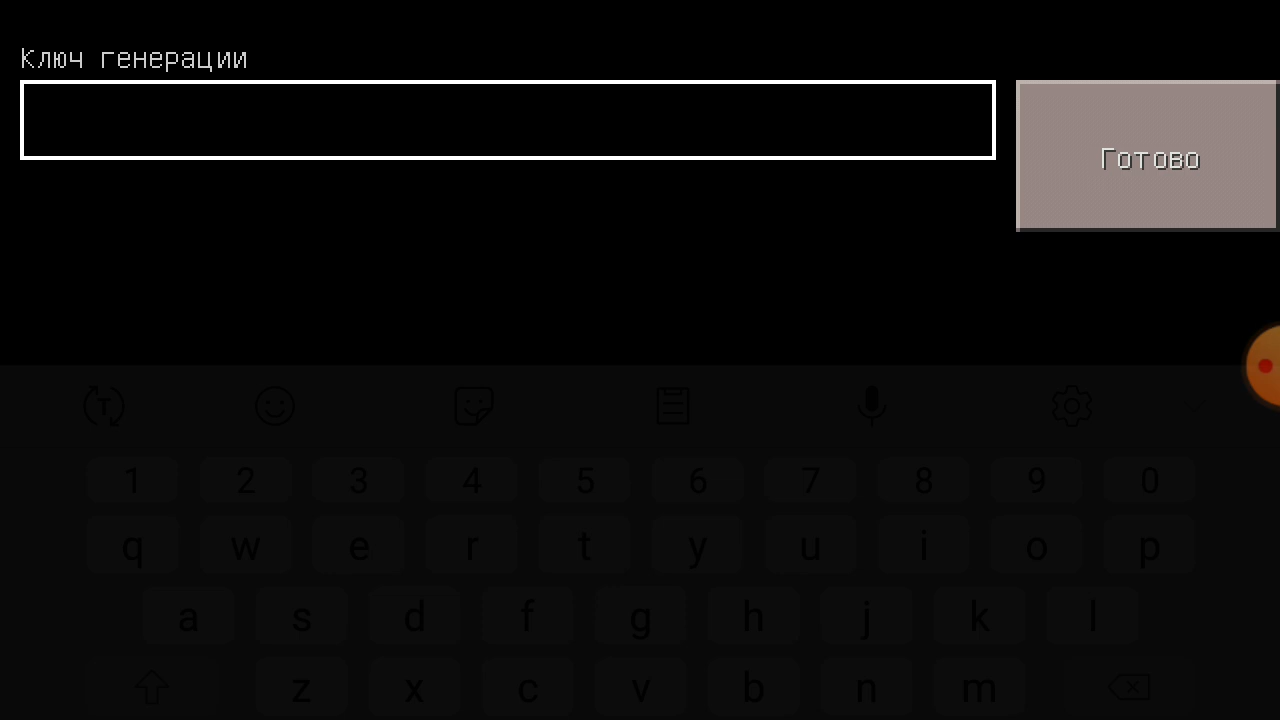 Ключ генерации
Готово
1 2 3 4 5 6 7 8 9 0
q w e r t y u i o p
a s d f g h j k l
z x c v b n m